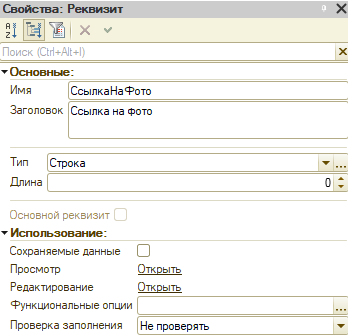 Свойства: Реквизит
Поиск (Ctrl+Alt+I)
Основные:
Имя СсылкаНаФото
Заголовок Ссылка на фото
Тип Строка
Длина 0
Основной реквизит
Использование:
Сохраняемые данные
Просмотр Открыть
Редактирование Открыть
Функциональные опции
Проверка заполнения Не проверять